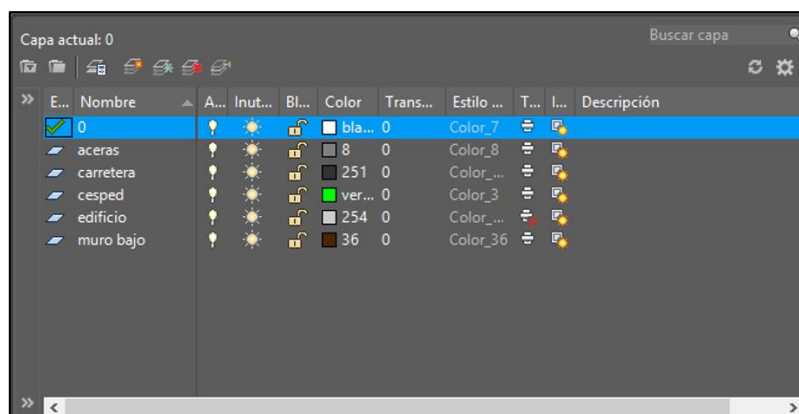 Capa actual: 0
Buscar capa
E... Nombre A... Inut... Bl... Color Trans... Estilo ... T... I... Descripción
0 bla... 0 Color_7
aceras 8 0 Color_8
carretera 251 0 Color_...
cesped ver... 0 Color_3
edificio 254 0 Color_...
muro bajo 36 0 Color_36